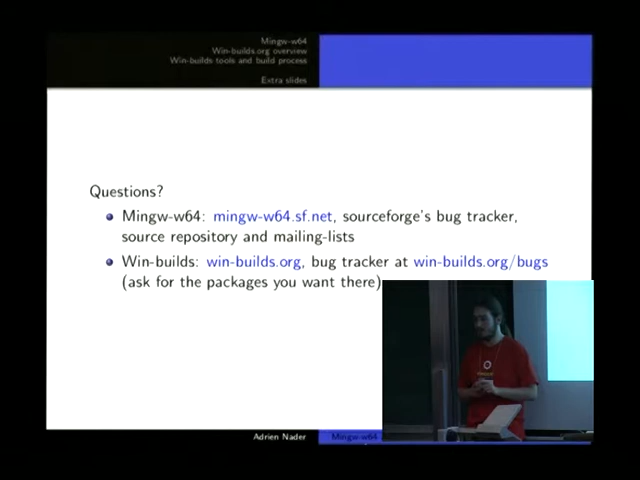 Mingw-w64
Win-builds.org overview
Win-builds tools and build process
Extra slides
Questions?
Mingw-w64: mingw-w64.sf.net, sourceforge's bug tracker,
source repository and mailing-lists
Win-builds: win-builds.org, bug tracker at win-builds.org/bugs
(ask for the packages you want there)
Adrien Nader
Mingw-w64